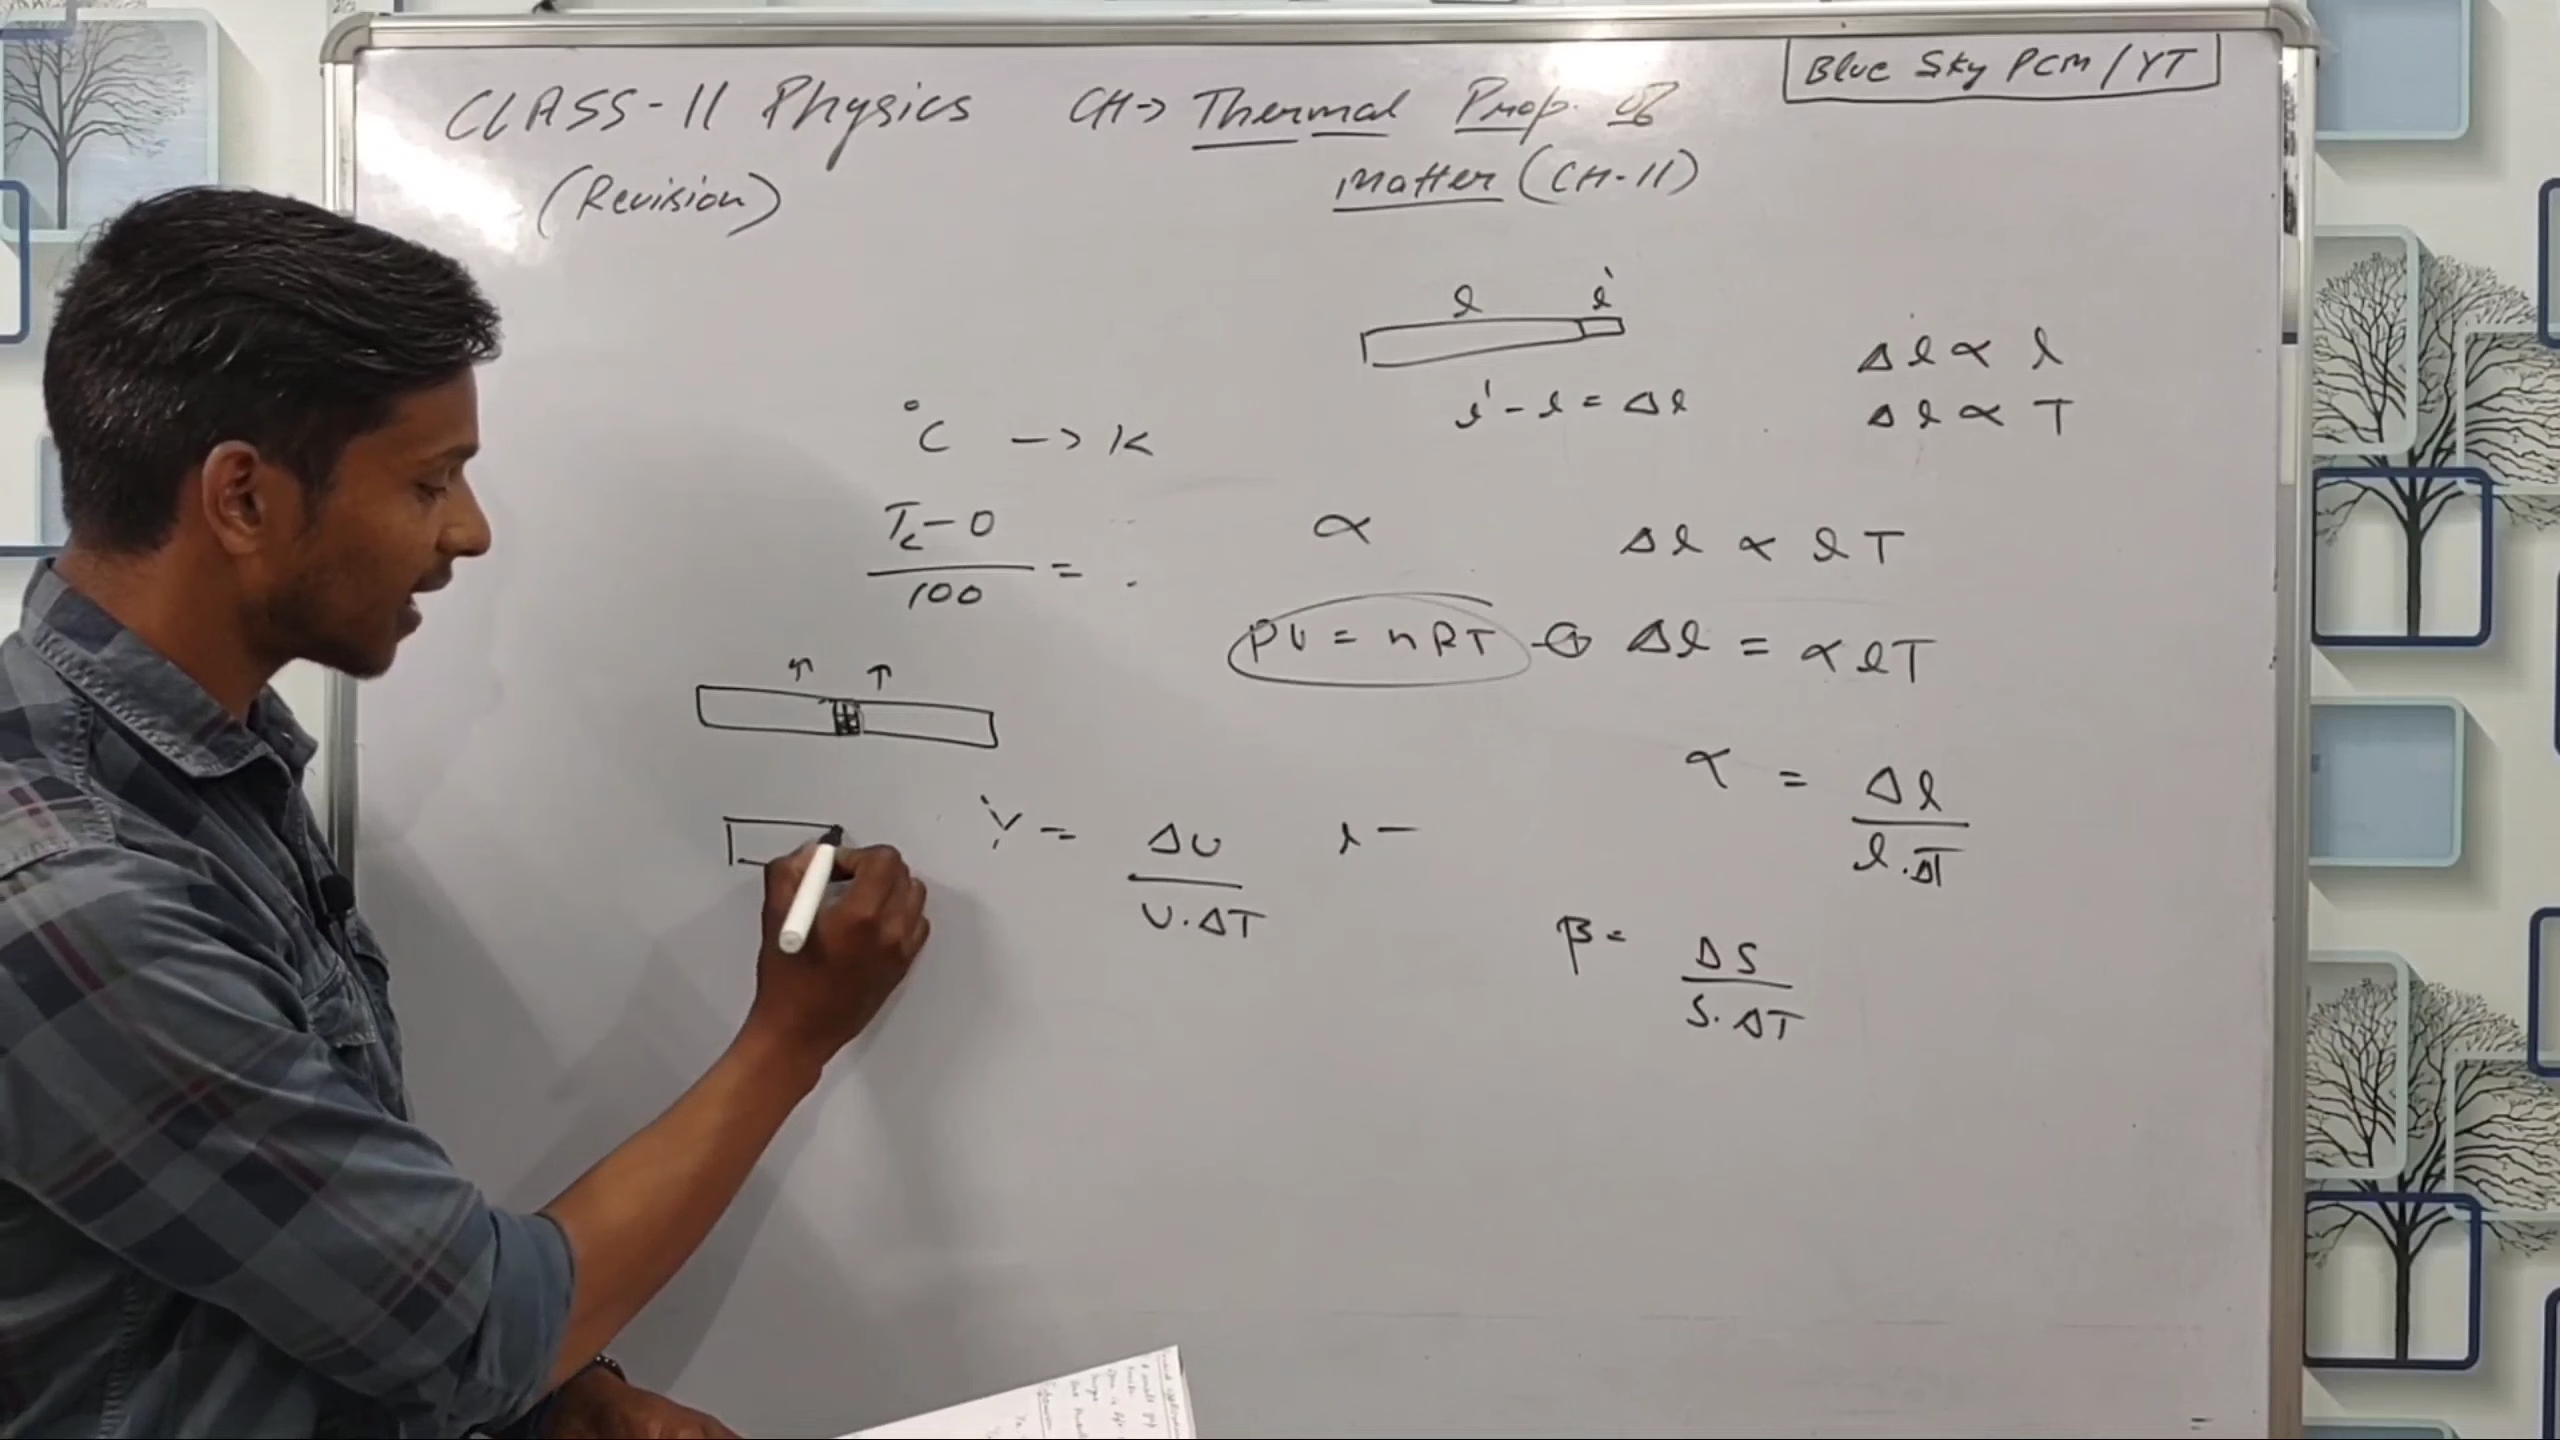 CLASS-11 Physics CH→ Thermal Prop. of
Matter (CH-11)
(Revision)
Blue Sky PCM/YT
l l'
l' - l = Δl
Δl ∝ l
Δl ∝ T
°C → K
Tc - 0 / 100 =
∝
Δl ∝ lT
PV = nRT
Δl = ∝lT
∝ = Δl / l.ΔT
γ = ΔV / V.ΔT
l -
β = ΔS / S.ΔT